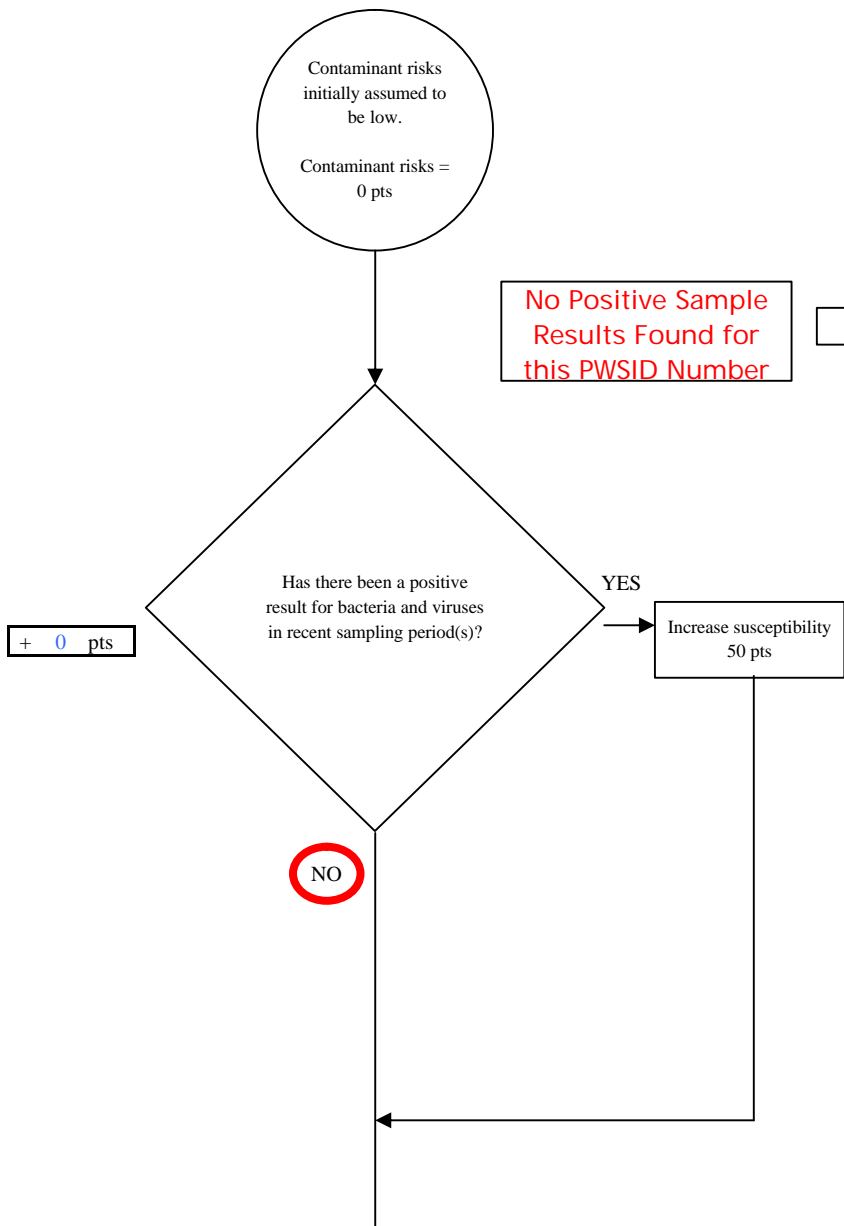 Contaminant risks
initially assumed to
be low.
Contaminant risks =
0 pts
No Positive Sample
Results Found for
this PWSID Number
Has there been a positive
result for bacteria and viruses
in recent sampling period(s)?
YES
+ 0 pts
Increase susceptibility
50 pts
NO